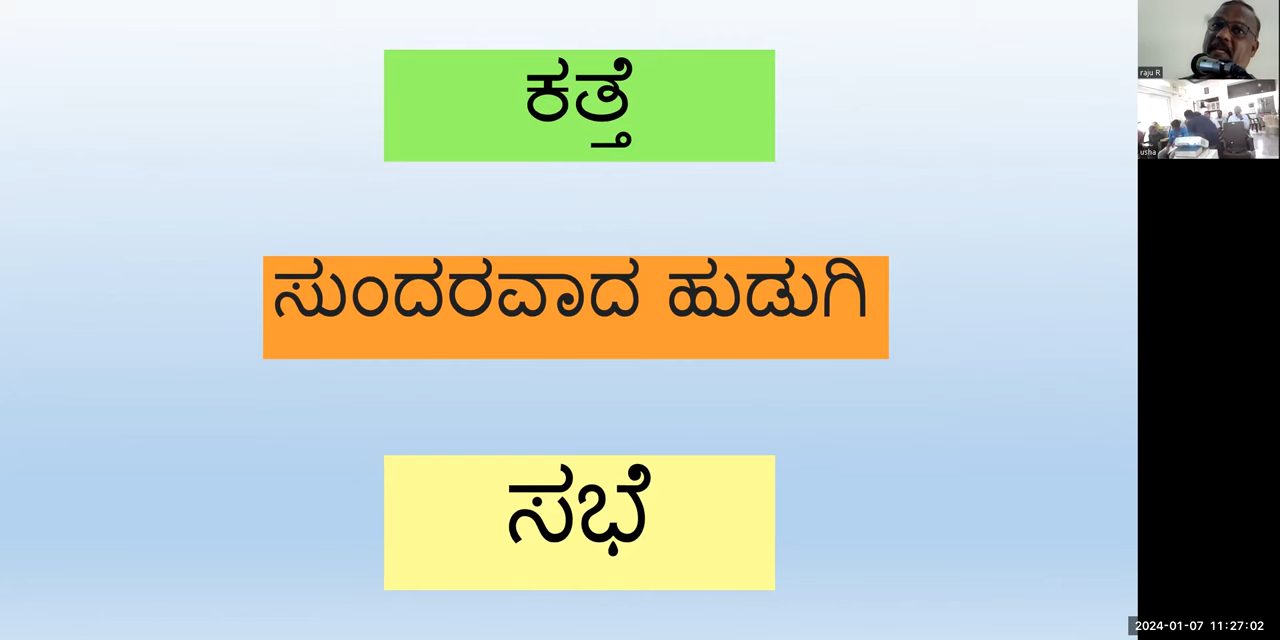 ಕತ್ತೆ
raju R
usha
ಸುಂದರವಾದ ಹುಡುಗಿ
ಸಭೆ
2024-01-07 11:27:02